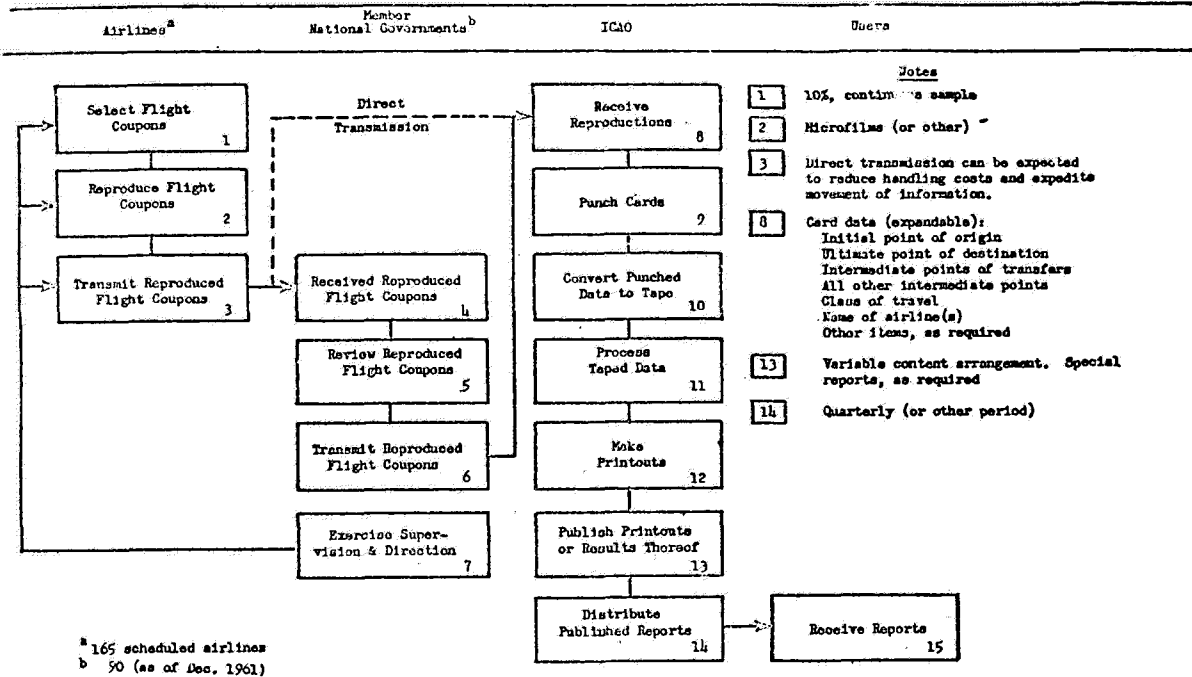 Airlines a
Member
National Governments b
ICAO
Users
Select Flight
Coupons
1
Reproduce Flight
Coupons
2
Transmit Reproduced
Flight Coupons
3
Direct
Transmission
Received Reproduced
Flight Coupons
4
Review Reproduced
Flight Coupons
5
Transmit Reproduced
Flight Coupons
6
Exercise Super-
vision & Direction
7
Receive
Reproductions
8
Punch Cards
9
Convert Punched
Data to Tape
10
Process
Taped Data
11
Make
Printouts
12
Publish Printouts
or Results Thereof
13
Distribute
Published Reports
14
Receive Reports
15
Notes
1 10%, sample
2 Microfilms (or other)
3 Direct transmission can be expected
to reduce handling costs and expedite
movement of information.
8 Card data (expandable):
Initial point of origin
Ultimate point of destination
Intermediate points of transfers
All other intermediate points
Class of travel
Name of airline(s)
Other items, as required
13 Variable content arrangement. Special
reports, as required
14 Quarterly (or other period)
a 165 scheduled airlines
b 90 (as of Dec. 1961)